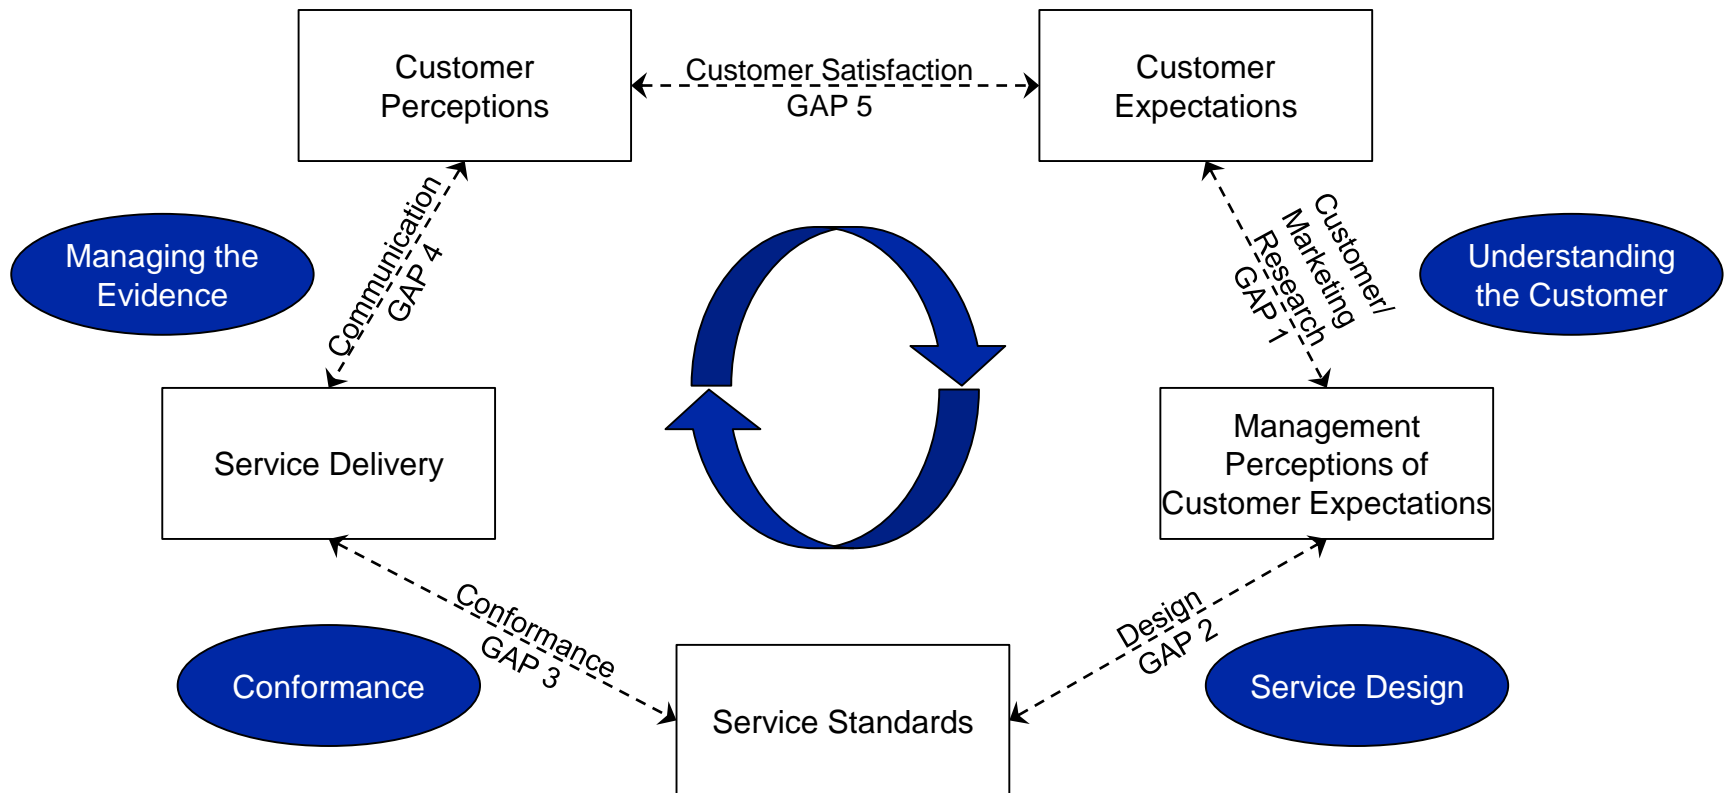 Customer
Perceptions
Customer Satisfaction
GAP 5
Customer
Expectations
Communication
GAP 4
Customer/
Marketing
Research
GAP 1
Managing the
Evidence
Understanding
the Customer
Service Delivery
Management
Perceptions of
Customer Expectations
Conformance
GAP 3
Design
GAP 2
Conformance
Service Standards
Service Design